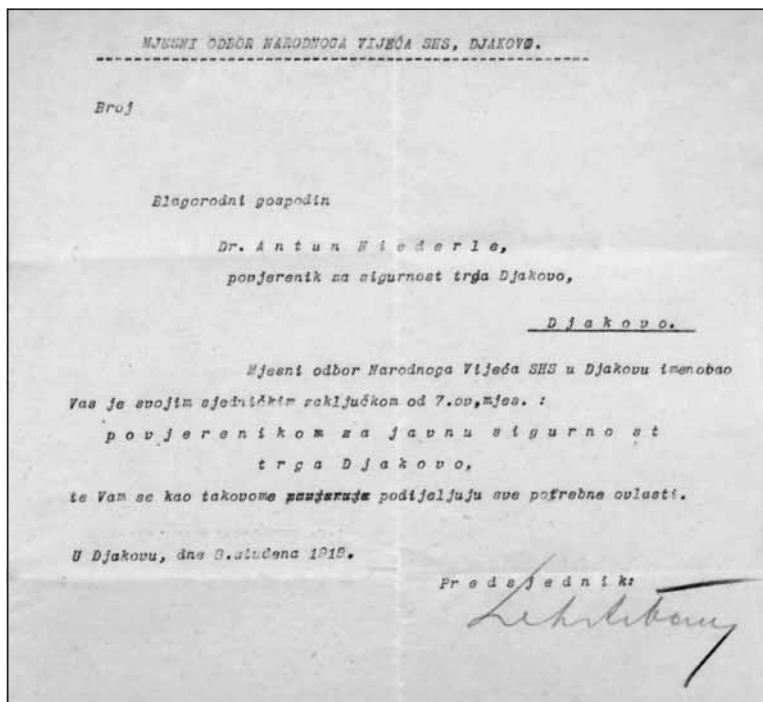 MJESNI ODBOR NARODNOGA VIJEĆA SHS, DJAKOVO.
Broj
Blagorodni gospodin
Dr. Antun Niederle,
povjerenik za sigurnost trga Djakovo,
Djakovo.
Mjesni odbor Narodnoga Vijeća SHS u Djakovu imenobao
Vas je svojim sjedničkim zaključkom od 7.ov,mjes. :
povjerenikom za javnu sigurnost
trga Djakovo,
te Vam se kao takovome podijeljuju sve potrebne ovlasti.
U Djakovu, dne 8.studena 1918.
Predsjednik: